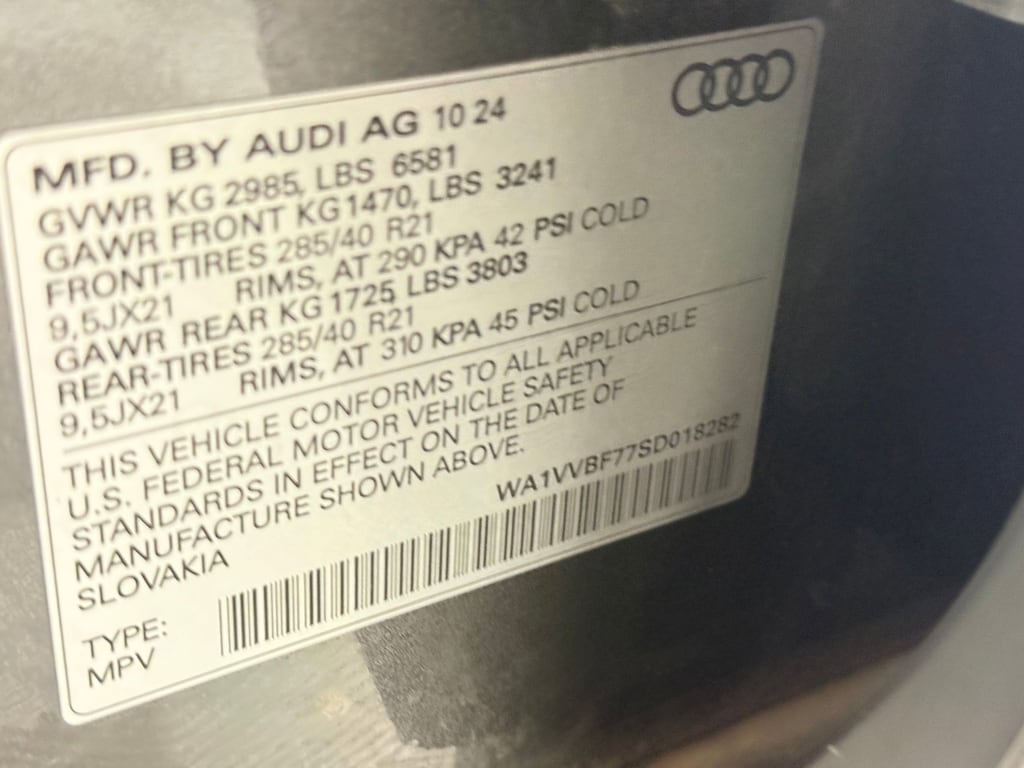 MFD. BY AUDI AG 10 24
GVWR KG 2985, LBS 6581
GAWR FRONT KG1470, LBS 3241
FRONT-TIRES 285/40 R21
9,5JX21 RIMS, AT 290 KPA 42 PSI COLD
GAWR REAR KG 1725, LBS 3803
REAR-TIRES 285/40 R21
9,5JX21 RIMS, AT 310 KPA 45 PSI COLD
THIS VEHICLE CONFORMS TO ALL APPLICABLE
U.S. FEDERAL MOTOR VEHICLE SAFETY
STANDARDS IN EFFECT ON THE DATE OF
MANUFACTURE SHOWN ABOVE.
SLOVAKIA
WA1VVBF77SD018282
TYPE:
MPV